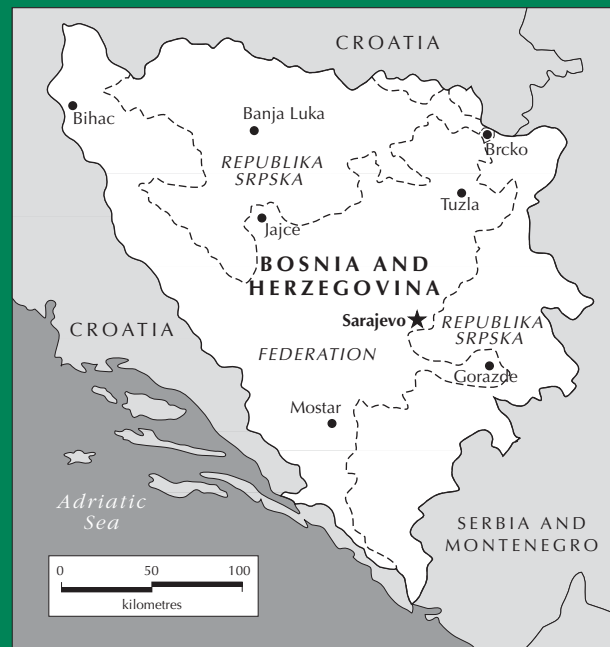 CROATIA
Bihac
Banja Luka
Brcko
REPUBLIKA
SRPSKA
Tuzla
Jajce
BOSNIA AND
HERZEGOVINA
Sarajevo
REPUBLIKA
SRPSKA
CROATIA
FEDERATION
Gorazde
Mostar
Adriatic
Sea
SERBIA AND
MONTENEGRO
0 50 100
kilometres